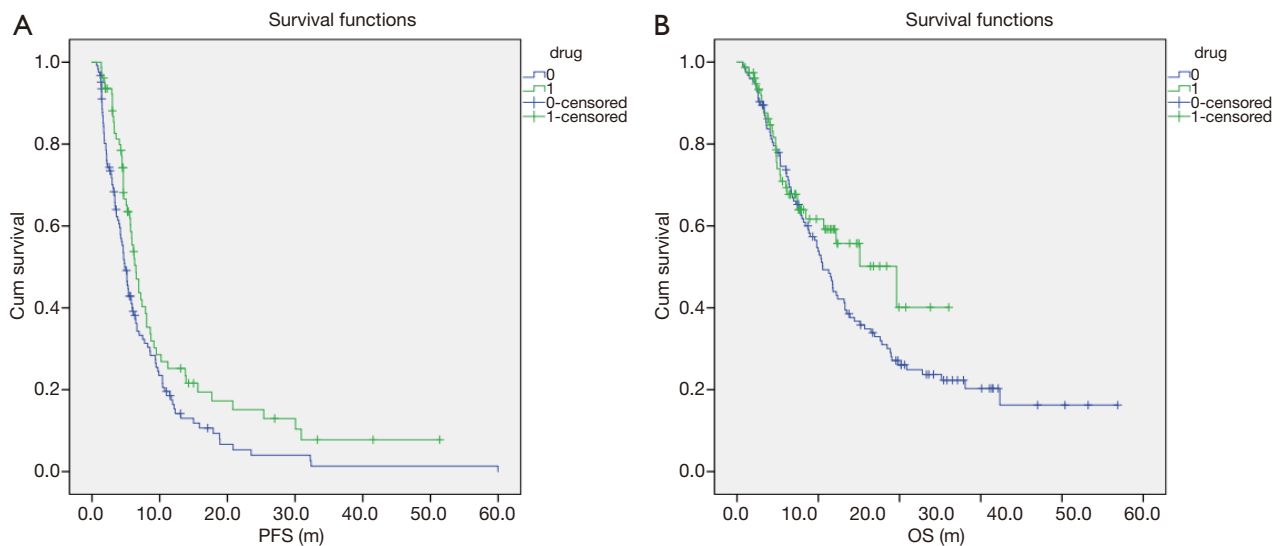 A
Survival functions
drug
0
1
0-censored
1-censored
Cum survival
1.0
0.8
0.6
0.4
0.2
0.0
0.0 10.0 20.0 30.0 40.0 50.0 60.0
PFS (m)
B
Survival functions
drug
0
1
0-censored
1-censored
Cum survival
1.0
0.8
0.6
0.4
0.2
0.0
0.0 10.0 20.0 30.0 40.0 50.0 60.0
OS (m)